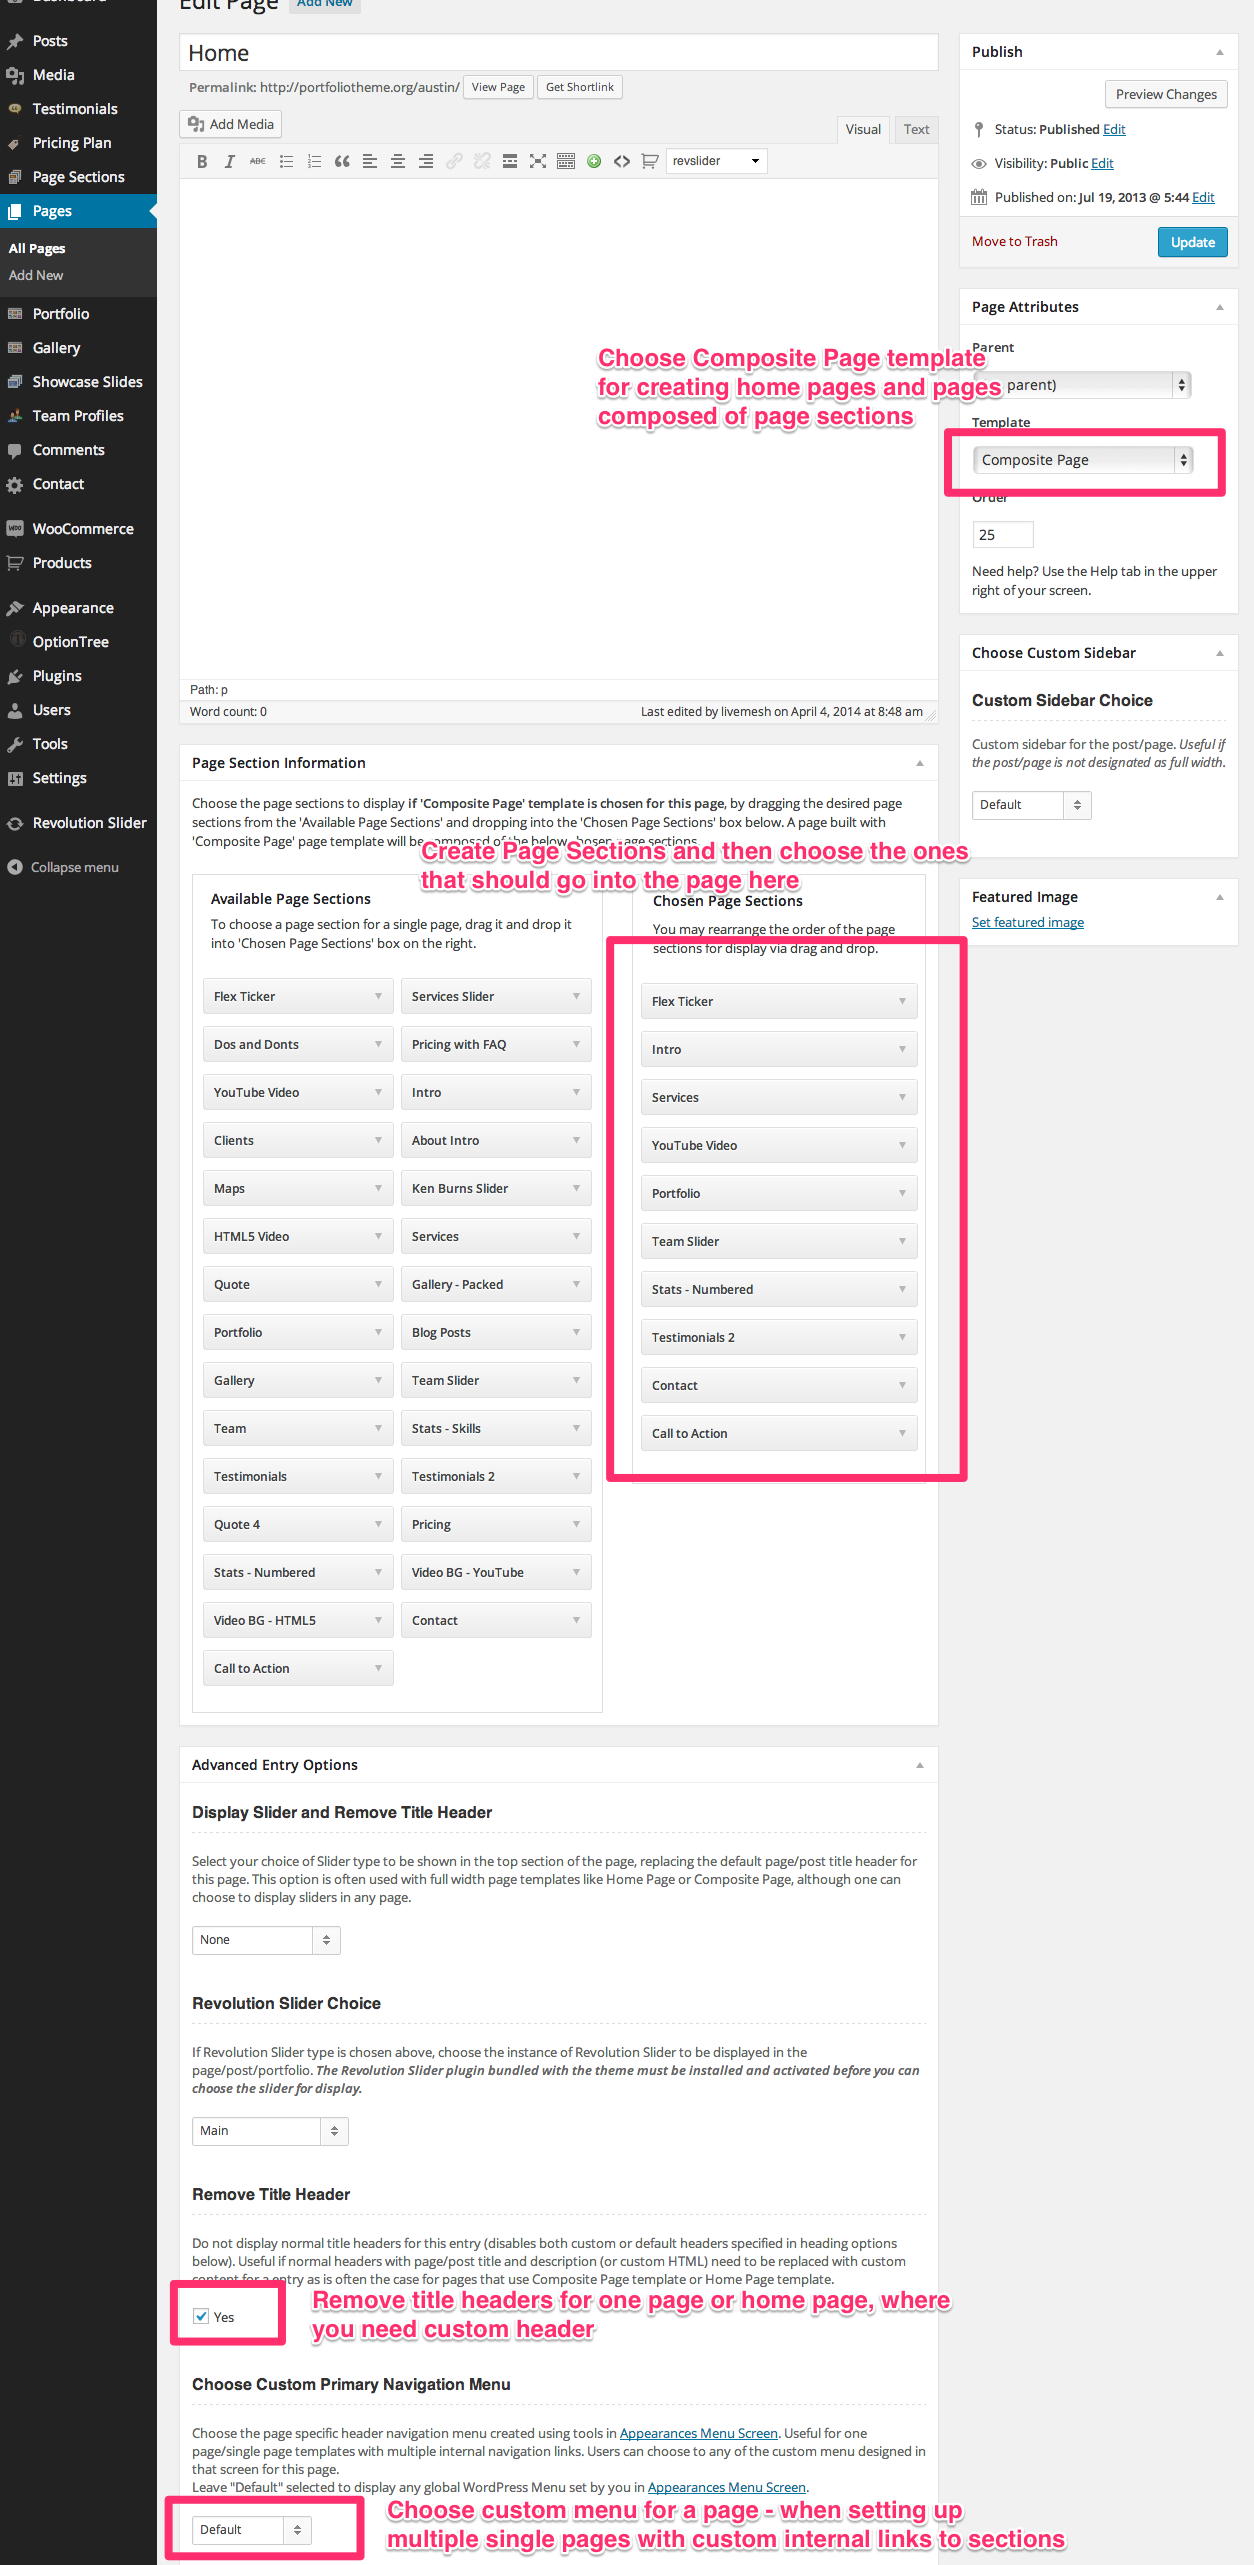 Dashboard
Posts
Media
Testimonials
Pricing Plan
Page Sections
Pages
All Pages
Add New
Portfolio
Gallery
Showcase Slides
Team Profiles
Comments
Contact
WooCommerce
Products
Appearance
OptionTree
Plugins
Users
Tools
Settings
Revolution Slider
Collapse menu
Edit Page Add New
Home
Permalink: http://portfoliotheme.org/austin/ View Page Get Shortlink
Add Media
Visual Text
B I ABC revslider
Path: p
Word count: 0 Last edited by livemesh on April 4, 2014 at 8:48 am
Publish
Preview Changes
Status: Published Edit
Visibility: Public Edit
Published on: Jul 19, 2013 @ 5:44 Edit
Move to Trash Update
Page Attributes
Parent
parent)
Template
Composite Page
Order
25
Need help? Use the Help tab in the upper
right of your screen.
Choose Composite Page template
for creating home pages and pages
composed of page sections
Choose Custom Sidebar
Custom Sidebar Choice
Custom sidebar for the post/page. Useful if
the post/page is not designated as full width.
Default
Featured Image
Set featured image
Page Section Information
Choose the page sections to display if 'Composite Page' template is chosen for this page, by dragging the desired page
sections from the 'Available Page Sections' and dropping into the 'Chosen Page Sections' box below. A page built with
'Composite Page' page template will be composed of the below chosen page sections.
Create Page Sections and then choose the ones
that should go into the page here
Available Page Sections
To choose a page section for a single page, drag it and drop it
into 'Chosen Page Sections' box on the right.
Flex Ticker Services Slider
Dos and Donts Pricing with FAQ
YouTube Video Intro
Clients About Intro
Maps Ken Burns Slider
HTML5 Video Services
Quote Gallery - Packed
Portfolio Blog Posts
Gallery Team Slider
Team Stats - Skills
Testimonials Testimonials 2
Quote 4 Pricing
Stats - Numbered Video BG - YouTube
Video BG - HTML5 Contact
Call to Action
Chosen Page Sections
You may rearrange the order of the page
sections for display via drag and drop.
Flex Ticker
Intro
Services
YouTube Video
Portfolio
Team Slider
Stats - Numbered
Testimonials 2
Contact
Call to Action
Advanced Entry Options
Display Slider and Remove Title Header
Select your choice of Slider type to be shown in the top section of the page, replacing the default page/post title header for
this page. This option is often used with full width page templates like Home Page or Composite Page, although one can
choose to display sliders in any page.
None
Revolution Slider Choice
If Revolution Slider type is chosen above, choose the instance of Revolution Slider to be displayed in the
page/post/portfolio. The Revolution Slider plugin bundled with the theme must be installed and activated before you can
choose the slider for display.
Main
Remove Title Header
Do not display normal title headers for this entry (disables both custom or default headers specified in heading options
below). Useful if normal headers with page/post title and description (or custom HTML) need to be replaced with custom
content for a entry as is often the case for pages that use Composite Page template or Home Page template.
Yes
Remove title headers for one page or home page, where
you need custom header
Choose Custom Primary Navigation Menu
Choose the page specific header navigation menu created using tools in Appearances Menu Screen. Useful for one
page/single page templates with multiple internal navigation links. Users can choose to any of the custom menu designed in
that screen for this page.
Leave "Default" selected to display any global WordPress Menu set by you in Appearances Menu Screen.
Default
Choose custom menu for a page - when setting up
multiple single pages with custom internal links to sections